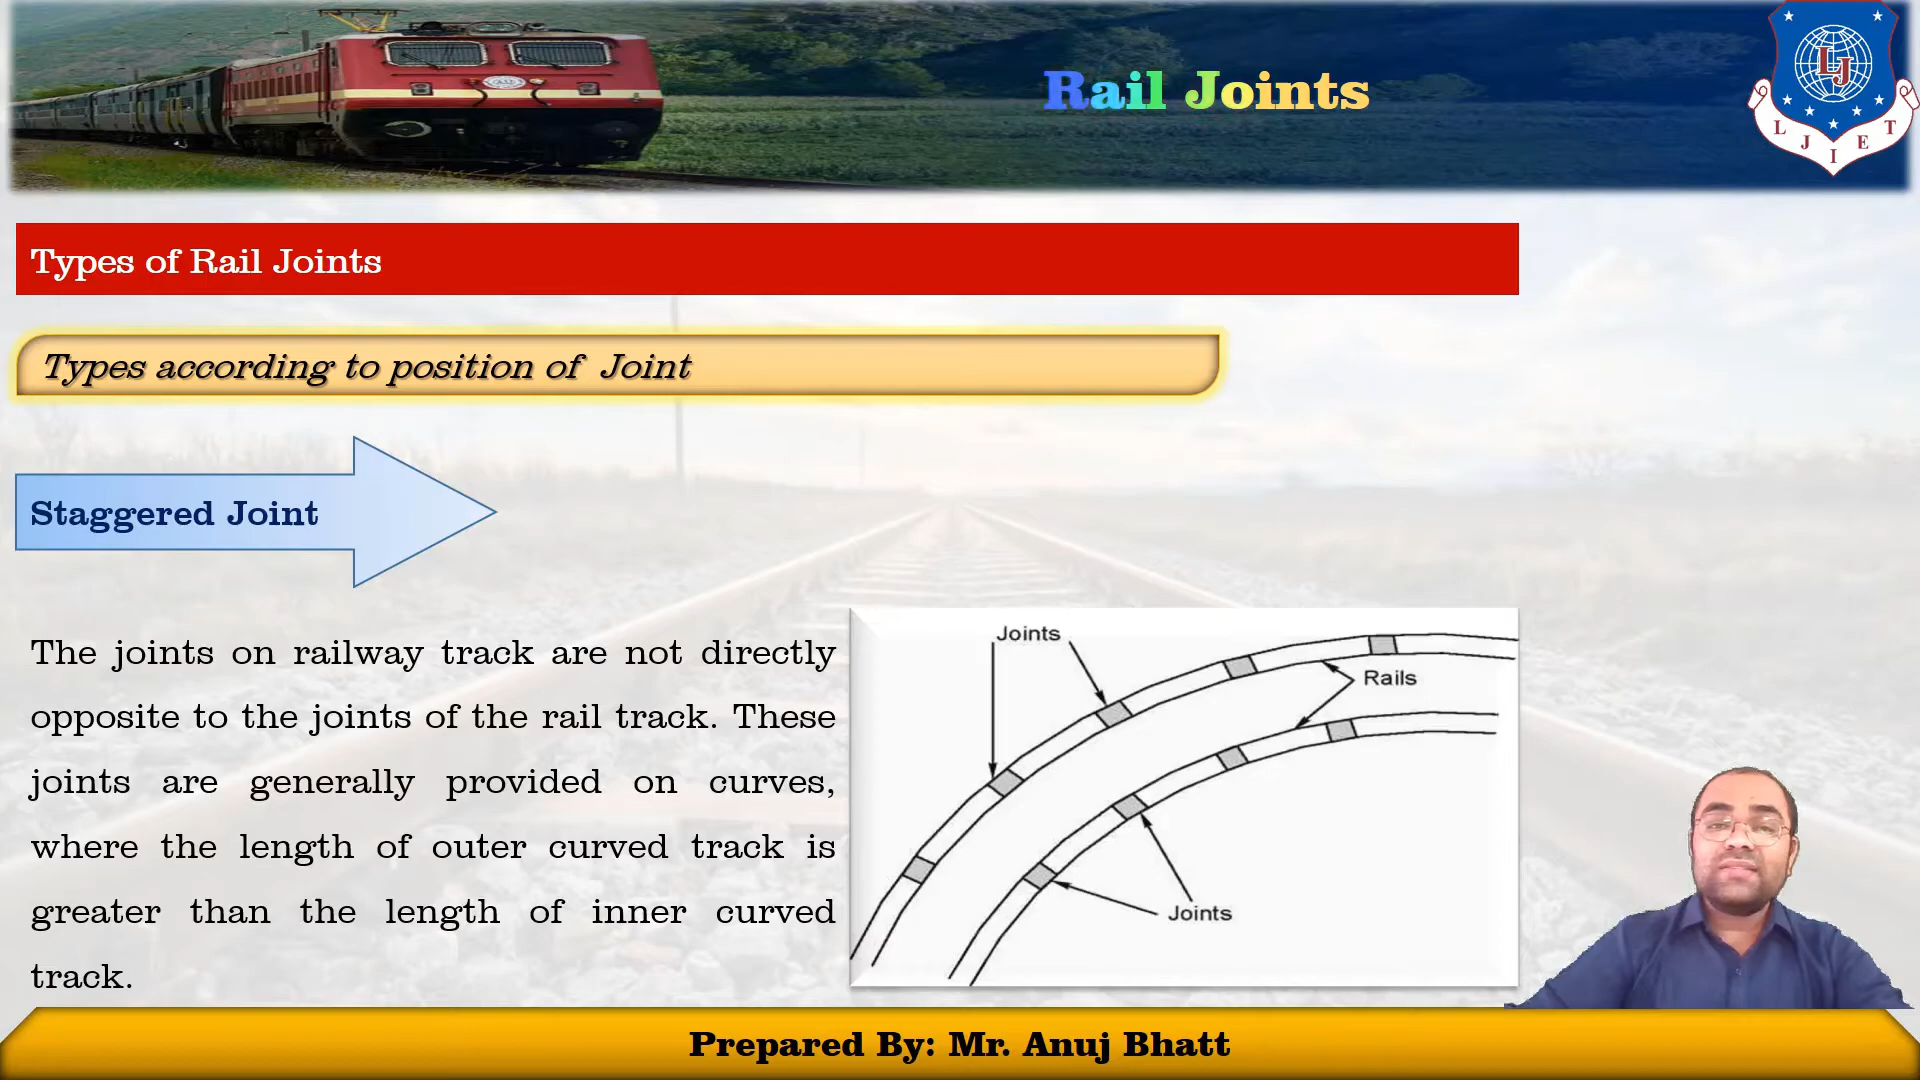 Rail Joints
LJ
L J I E T
Types of Rail Joints
Types according to position of Joint
Staggered Joint
The joints on railway track are not directly
opposite to the joints of the rail track. These
joints are generally provided on curves,
where the length of outer curved track is
greater than the length of inner curved
track.
Joints
Rails
Joints
Prepared By: Mr. Anuj Bhatt